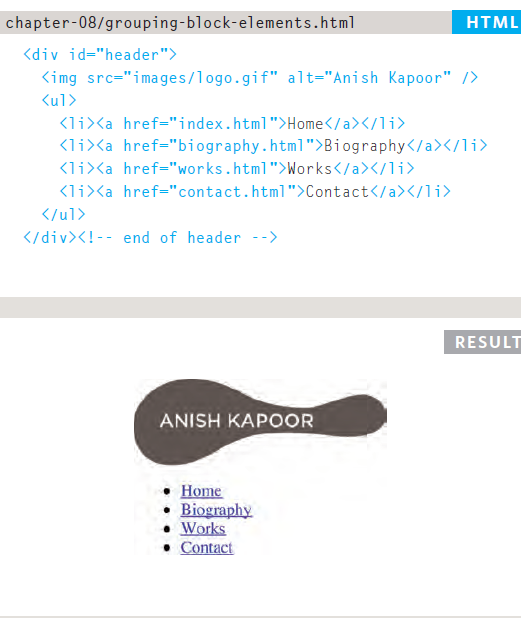 chapter-08/grouping-block-elements.html HTML
<div id="header">
<img src="images/logo.gif" alt="Anish Kapoor" />
<ul>
<li><a href="index.html">Home</a></li>
<li><a href="biography.html">Biography</a></li>
<li><a href="works.html">Works</a></li>
<li><a href="contact.html">Contact</a></li>
</ul>
</div><!-- end of header -->
RESULT
ANISH KAPOOR
Home
Biography
Works
Contact